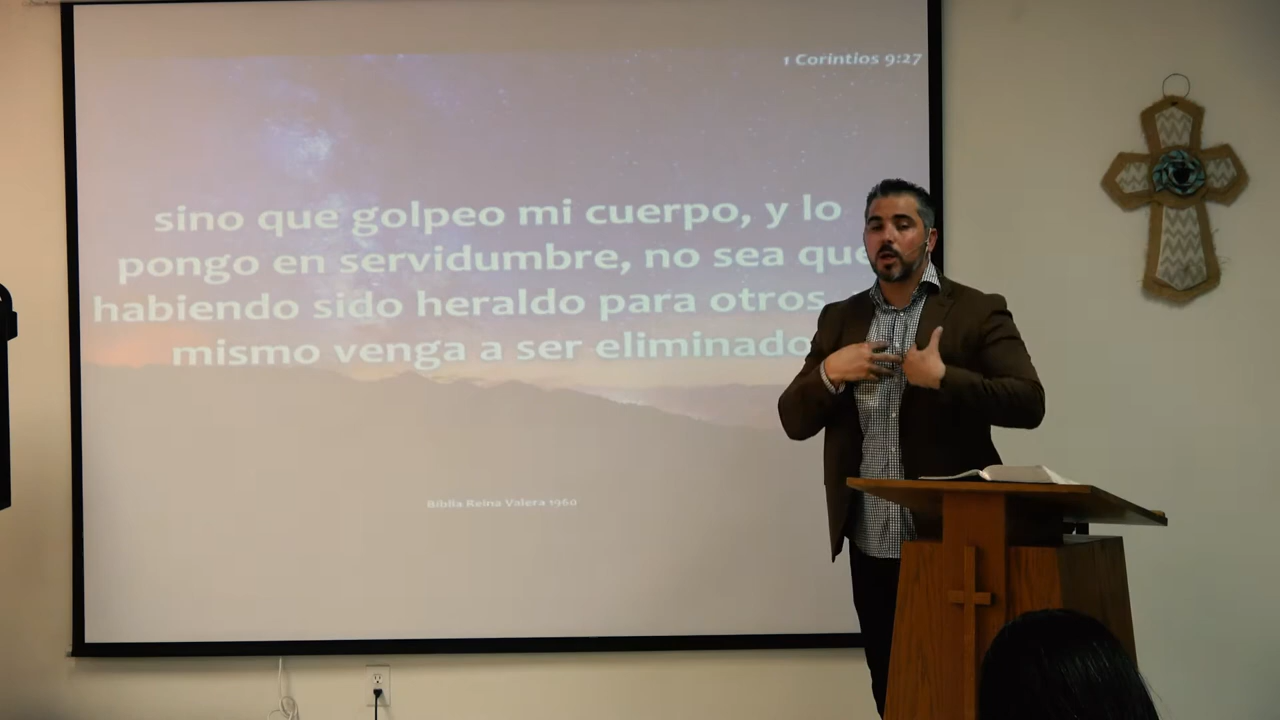 1 Corintios 9:27
sino que golpeo mi cuerpo, y lo
pongo en servidumbre, no sea que
habiendo sido heraldo para otros
mismo venga a ser eliminado
Biblia Reina Valera 1960